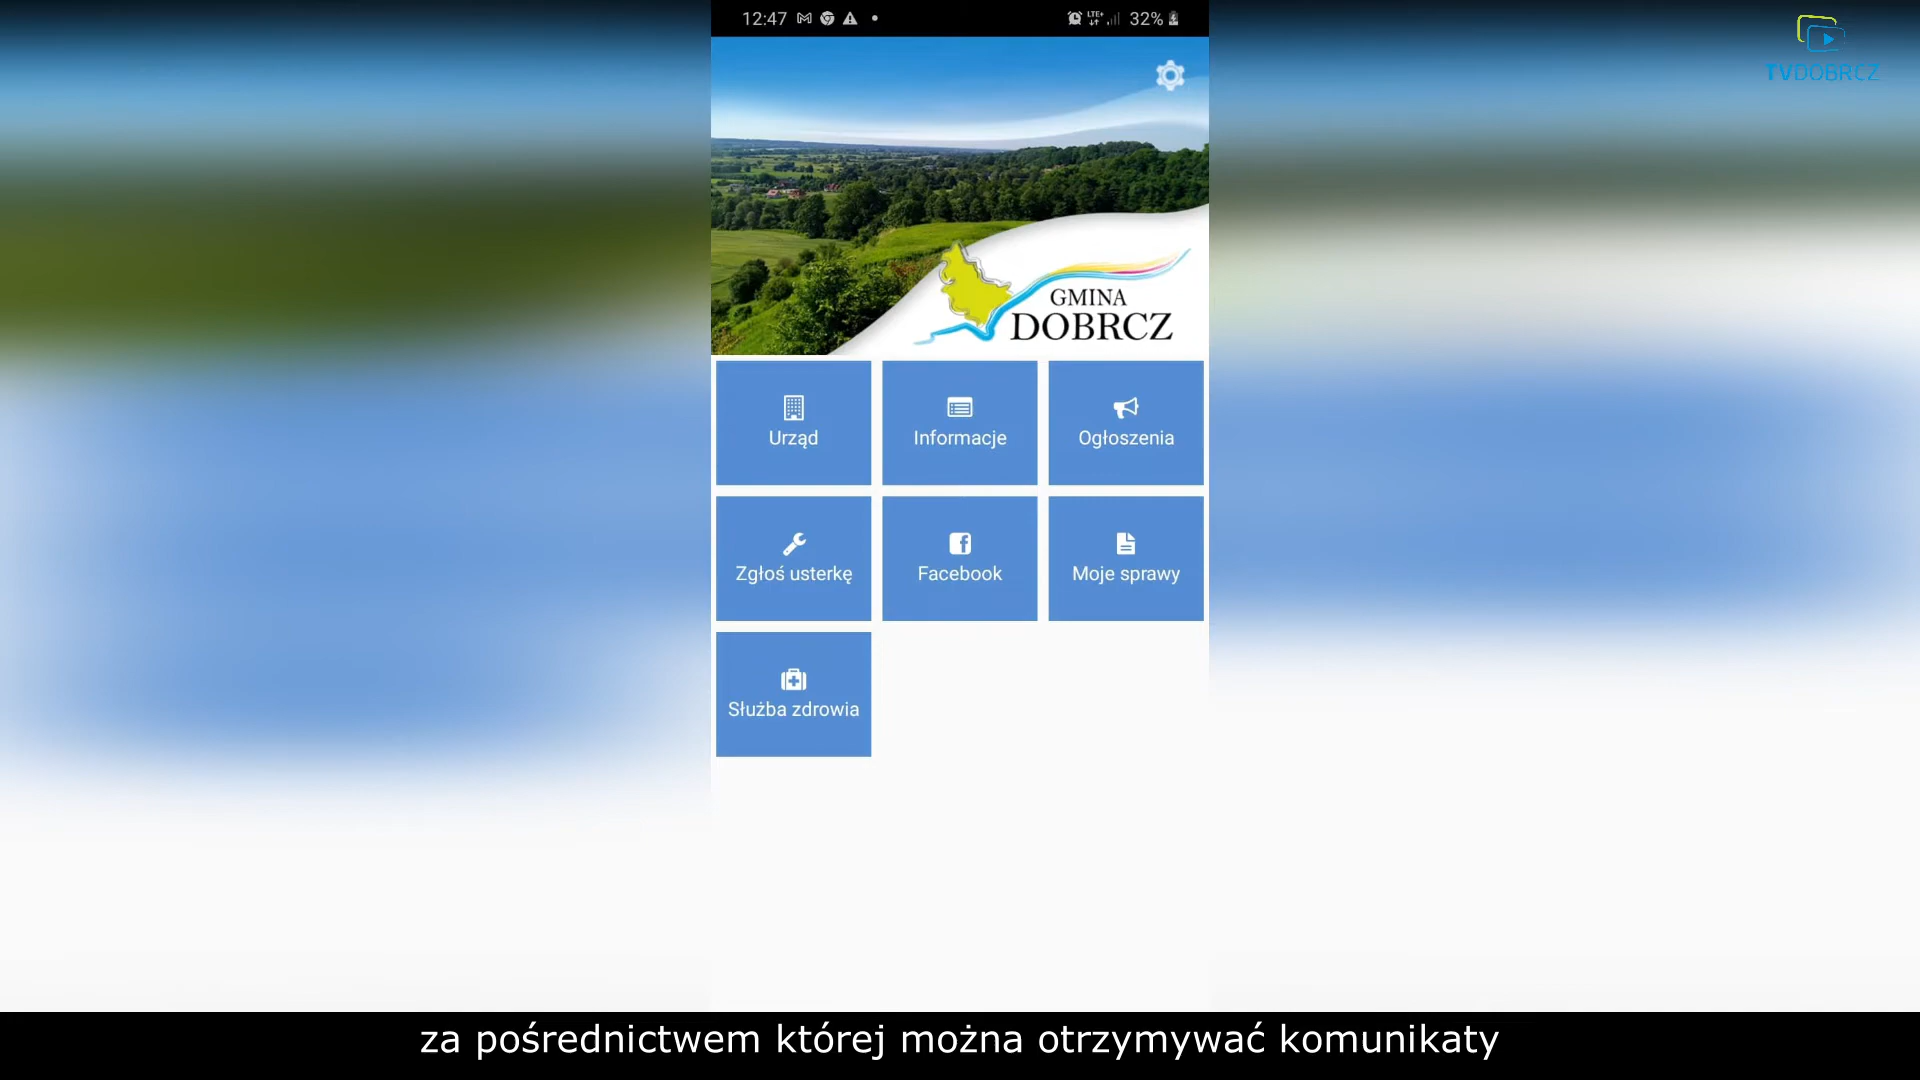 12:47
LTE+
32%
TVDOBRCZ
GMINA
DOBRCZ
Urząd
Informacje
Ogłoszenia
Zgłoś usterkę
Facebook
Moje sprawy
Służba zdrowia
za pośrednictwem której można otrzymywać komunikaty